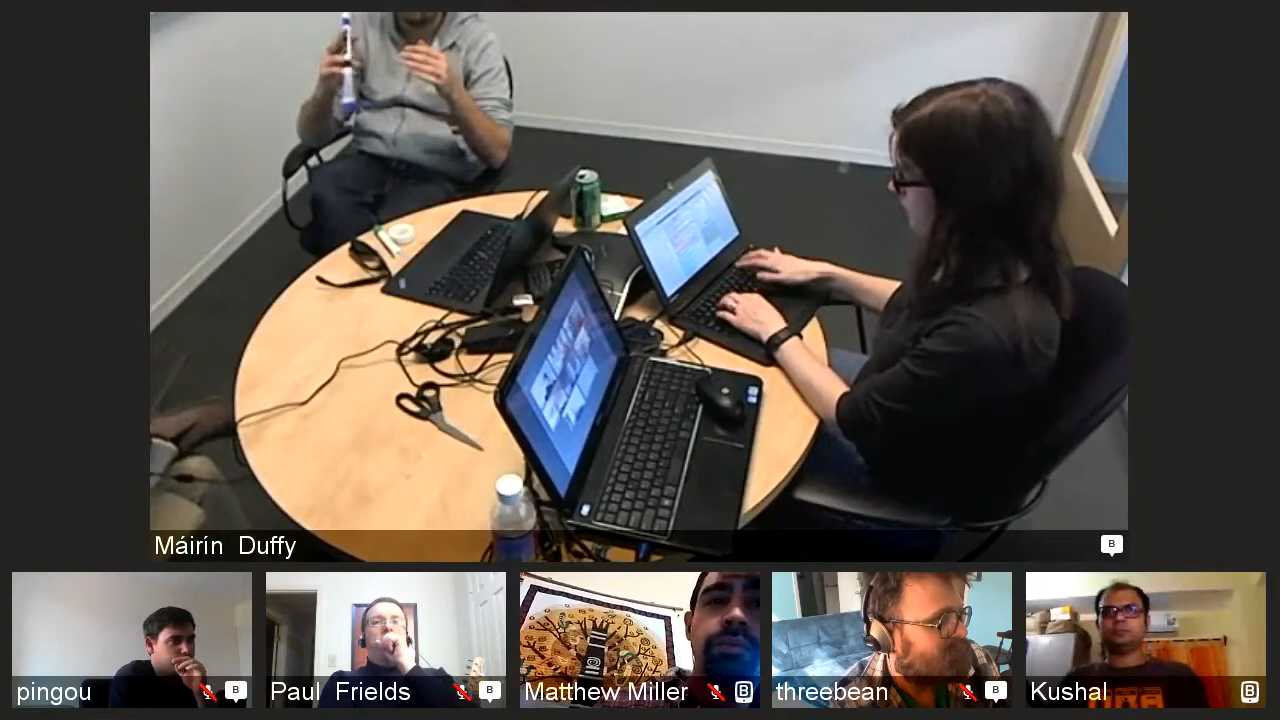 Máirín Duffy
B
pingou
B
Paul Frields
B
Matthew Miller
B
threebean
B
Kushal
B